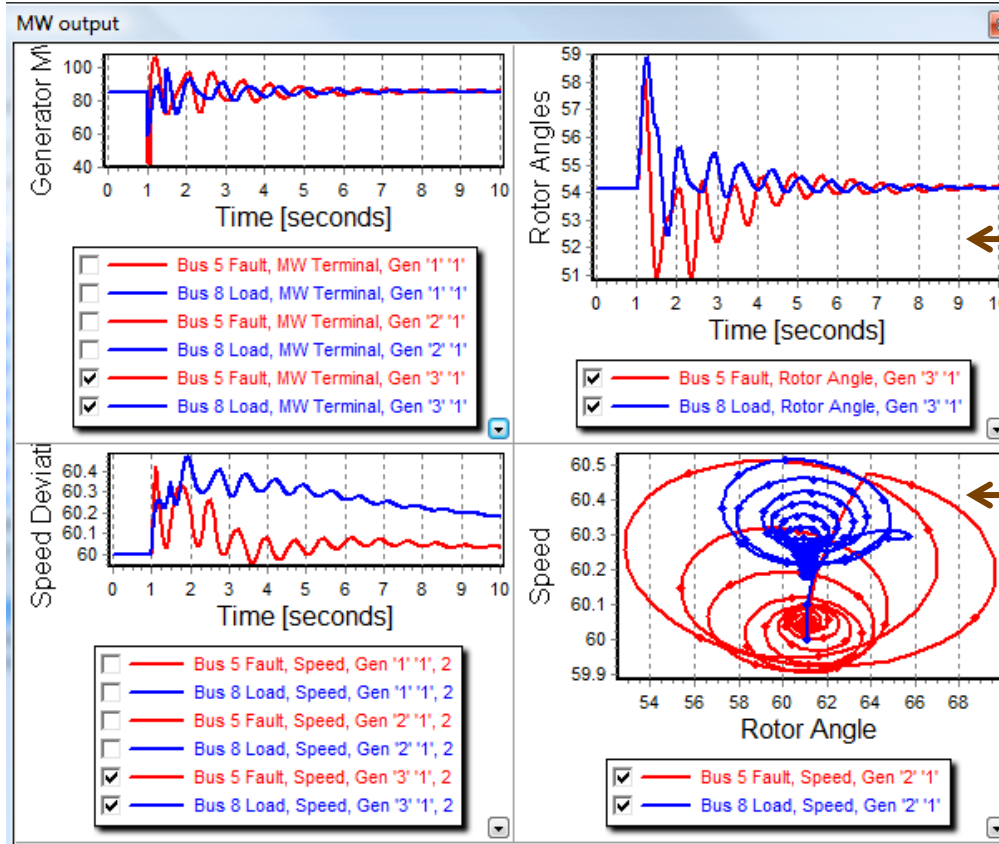 MW output
Generator M
100
80
60
40
0 1 2 3 4 5 6 7 8 9 10
Time [seconds]
Bus 5 Fault, MW Terminal, Gen '1' '1'
Bus 8 Load, MW Terminal, Gen '1' '1'
Bus 5 Fault, MW Terminal, Gen '2' '1'
Bus 8 Load, MW Terminal, Gen '2' '1'
Bus 5 Fault, MW Terminal, Gen '3' '1'
Bus 8 Load, MW Terminal, Gen '3' '1'
Rotor Angles
59
58
57
56
55
54
53
52
51
0 1 2 3 4 5 6 7 8 9 1
Time [seconds]
Bus 5 Fault, Rotor Angle, Gen '3' '1'
Bus 8 Load, Rotor Angle, Gen '3' '1'
Speed Deviati
60.4
60.3
60.2
60.1
60
0 1 2 3 4 5 6 7 8 9 10
Time [seconds]
Bus 5 Fault, Speed, Gen '1' '1', 2
Bus 8 Load, Speed, Gen '1' '1', 2
Bus 5 Fault, Speed, Gen '2' '1', 2
Bus 8 Load, Speed, Gen '2' '1', 2
Bus 5 Fault, Speed, Gen '3' '1', 2
Bus 8 Load, Speed, Gen '3' '1', 2
Speed
60.5
60.4
60.3
60.2
60.1
60
59.9
54 56 58 60 62 64 66 68
Rotor Angle
Bus 5 Fault, Speed, Gen '2' '1'
Bus 8 Load, Speed, Gen '2' '1'